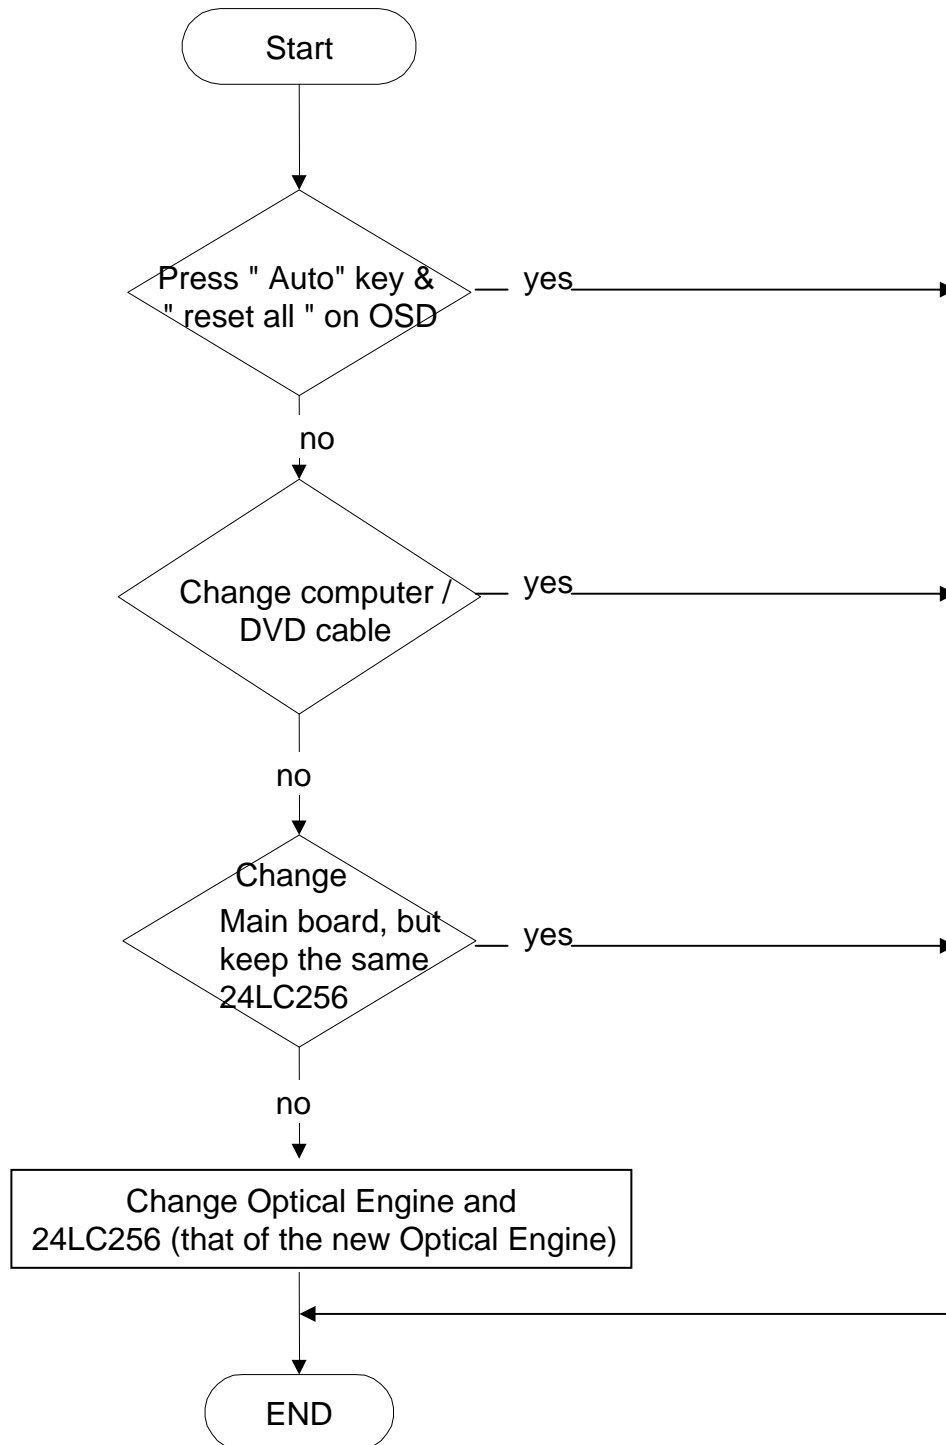 Start
Press " Auto" key &
" reset all " on OSD
yes
no
Change computer /
DVD cable
yes
no
Change
Main board, but
keep the same
24LC256
yes
no
Change Optical Engine and
24LC256 (that of the new Optical Engine)
END